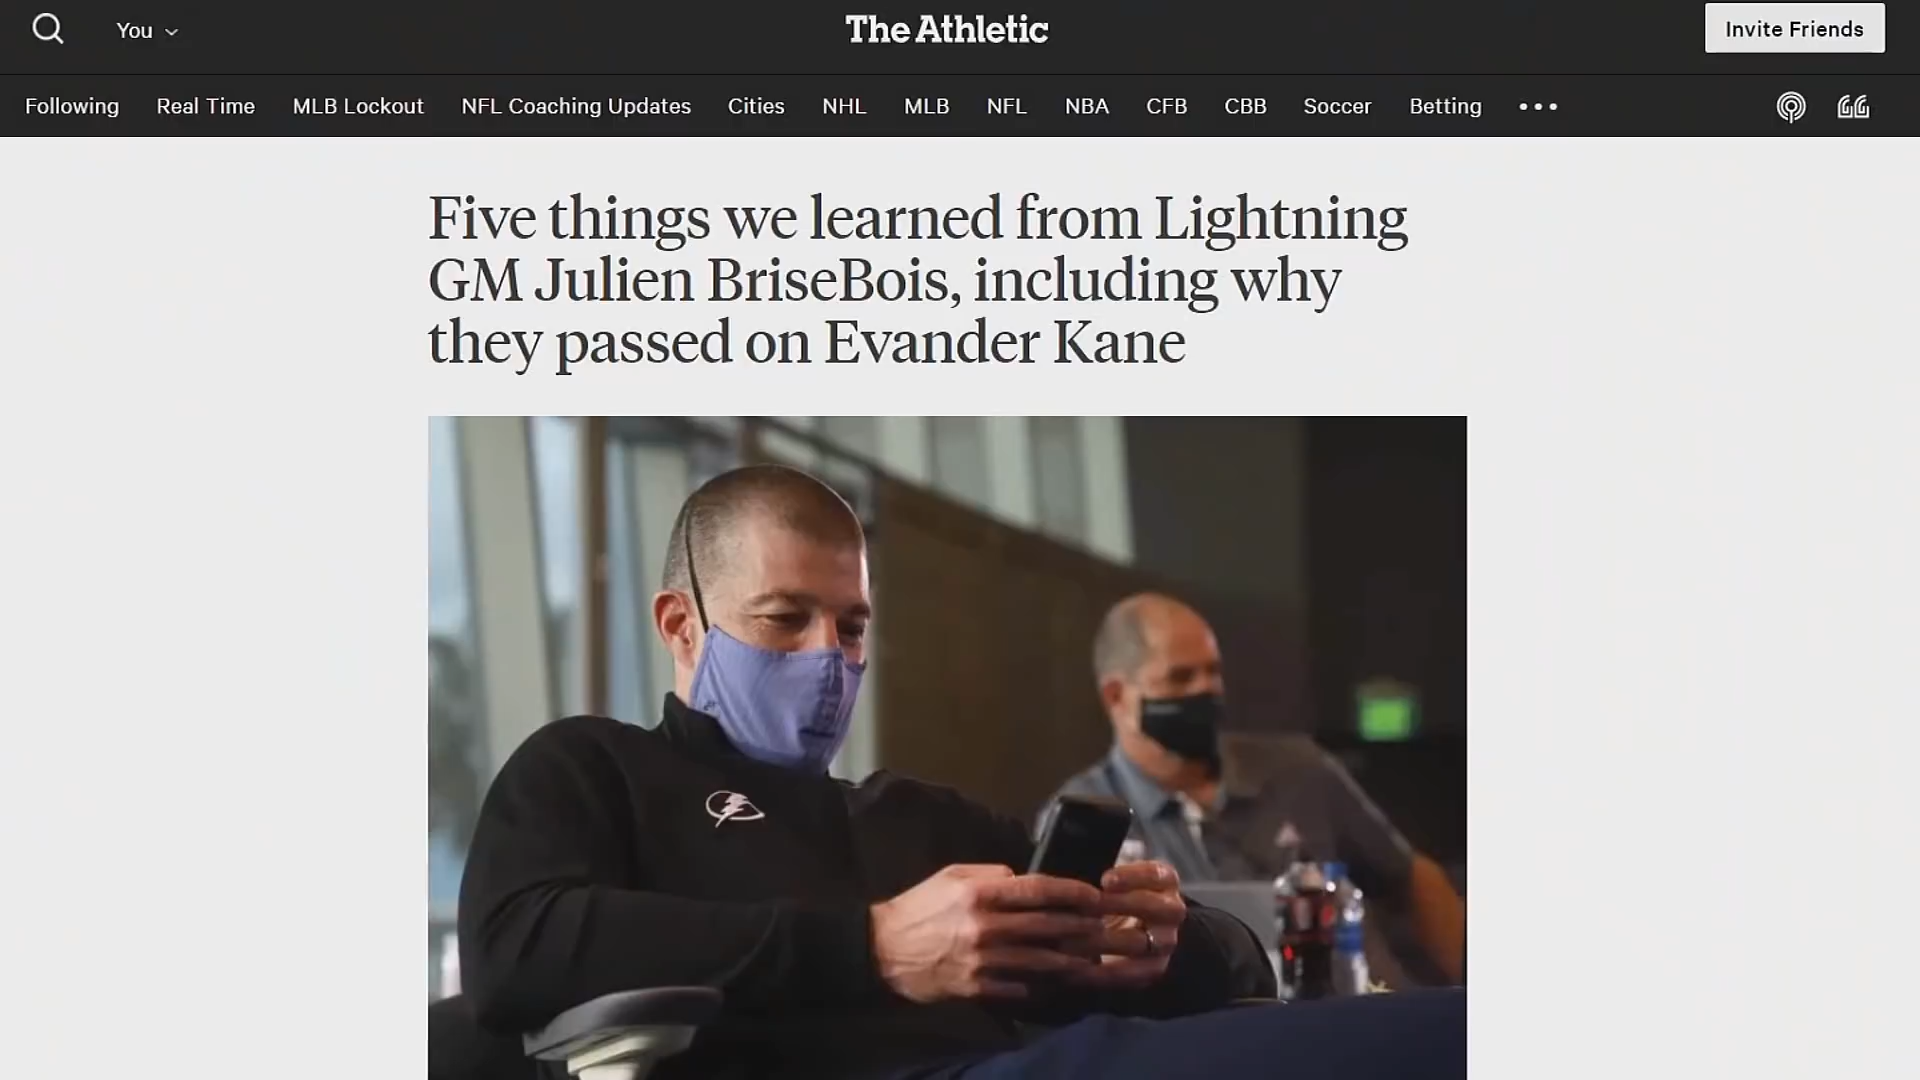 You
The Athletic
Invite Friends
Following Real Time MLB Lockout NFL Coaching Updates Cities NHL MLB NFL NBA CFB CBB Soccer Betting
Five things we learned from Lightning
GM Julien BriseBois, including why
they passed on Evander Kane